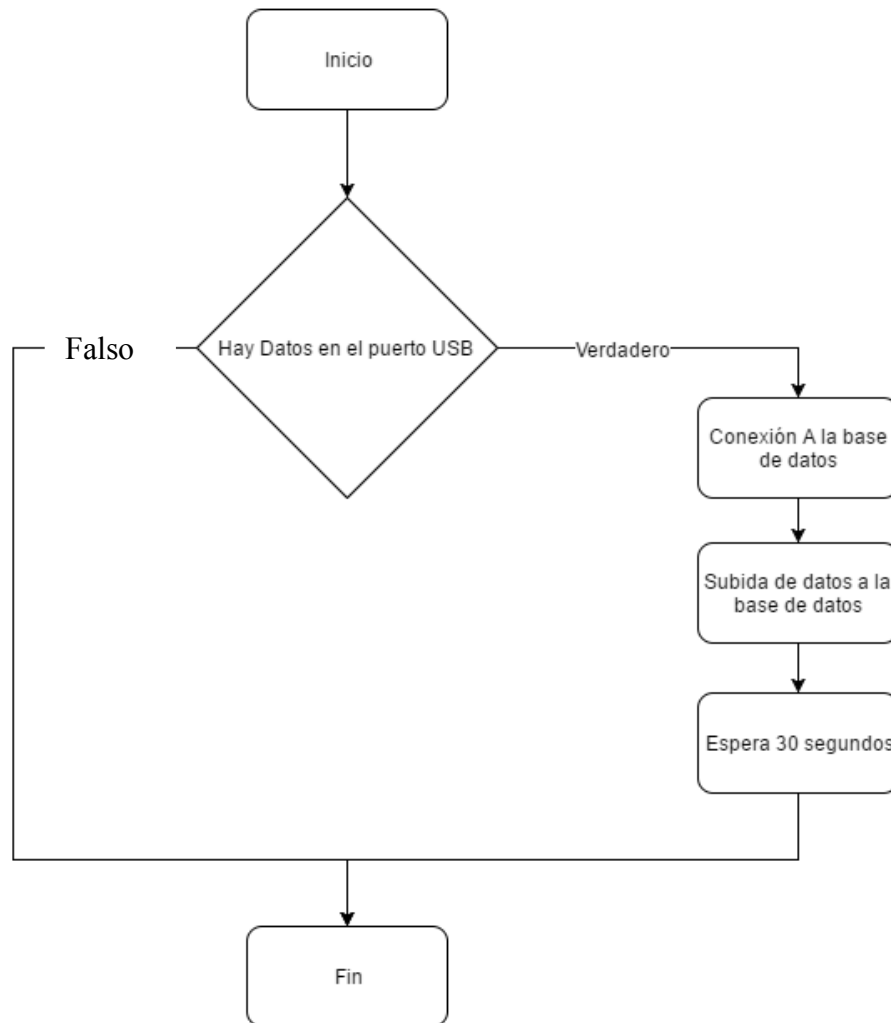 Inicio
Falso
Hay Datos en el puerto USB
Verdadero
Conexión A la base
de datos
Subida de datos a la
base de datos
Espera 30 segundos
Fin